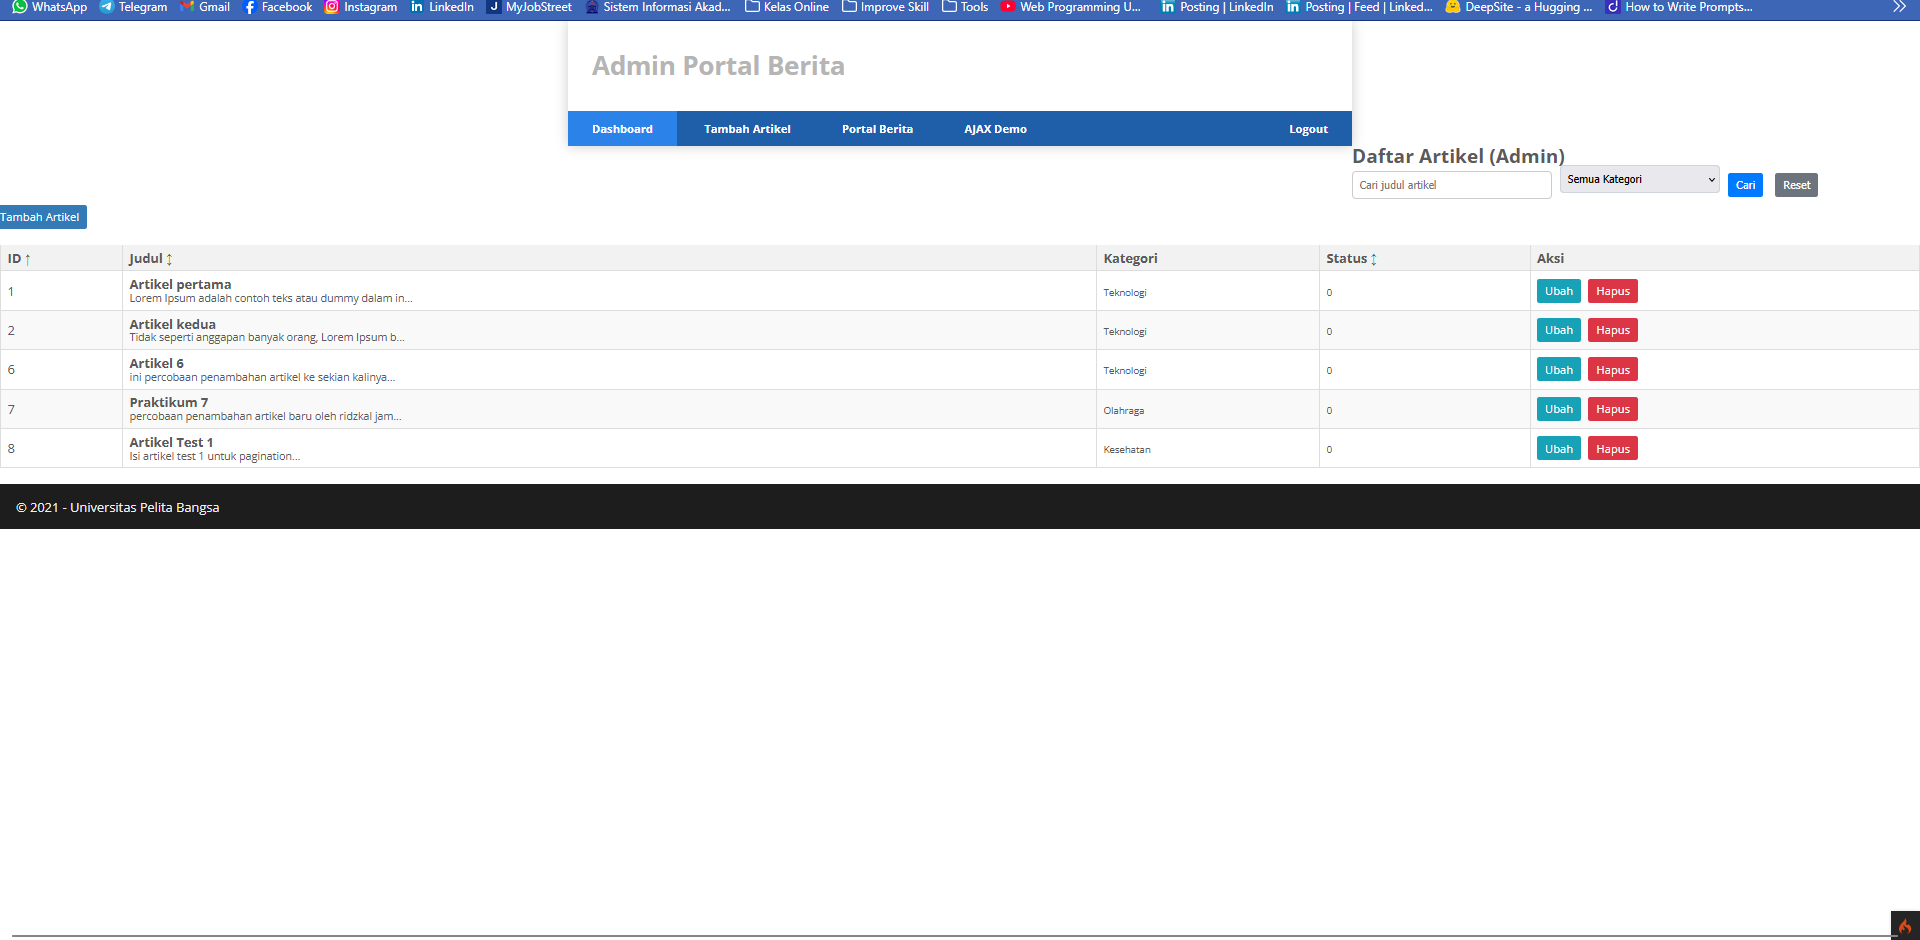 WhatsApp Telegram Gmail Facebook Instagram LinkedIn MyJobStreet Sistem Informasi Akad... Kelas Online Improve Skill Tools Web Programming U... Posting | LinkedIn Posting | Feed | Linked... DeepSite - a Hugging ... How to Write Prompts...
Admin Portal Berita
Dashboard Tambah Artikel Portal Berita AJAX Demo Logout
Daftar Artikel (Admin)
Cari judul artikel Semua Kategori Cari Reset
Tambah Artikel
ID ↑ Judul ↕ Kategori Status ↕ Aksi
1 Artikel pertama Teknologi 0 Ubah Hapus
Lorem Ipsum adalah contoh teks atau dummy dalam in...
2 Artikel kedua Teknologi 0 Ubah Hapus
Tidak seperti anggapan banyak orang, Lorem Ipsum b...
6 Artikel 6 Teknologi 0 Ubah Hapus
ini percobaan penambahan artikel ke sekian kalinya...
7 Praktikum 7 Olahraga 0 Ubah Hapus
percobaan penambahan artikel baru oleh ridzkal jam...
8 Artikel Test 1 Kesehatan 0 Ubah Hapus
Isi artikel test 1 untuk pagination...
© 2021 - Universitas Pelita Bangsa